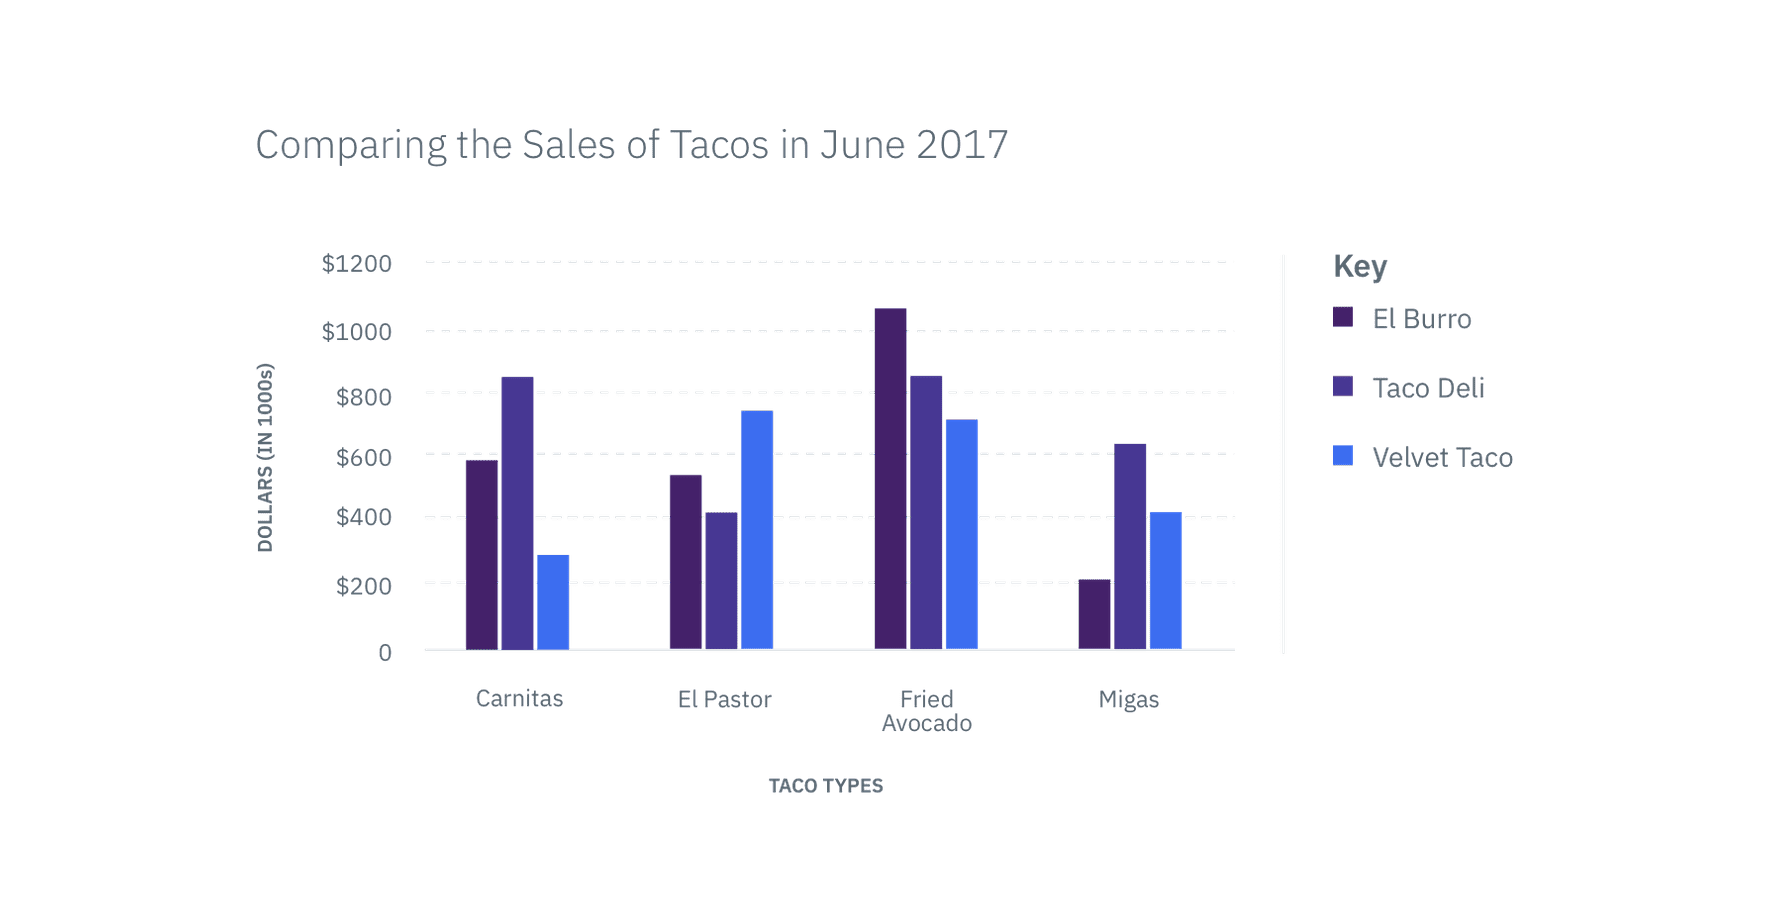 Comparing the Sales of Tacos in June 2017
$1200
$1000
$800
$600
$400
$200
0
DOLLARS (IN 1000s)
Carnitas
El Pastor
Fried
Avocado
Migas
TACO TYPES
Key
El Burro
Taco Deli
Velvet Taco